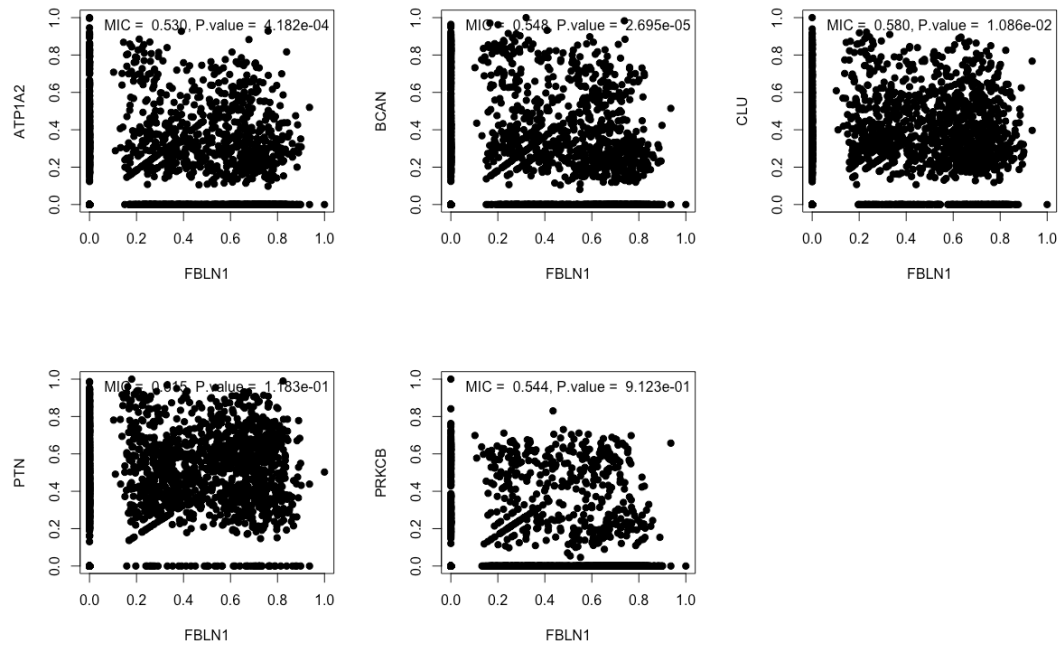 MIC = 0.530, P.value = 4.182e-04
ATP1A2
0.0 0.2 0.4 0.6 0.8 1.0
0.0 0.2 0.4 0.6 0.8 1.0
FBLN1
MIC = 0.548, P.value = 2.695e-05
BCAN
0.0 0.2 0.4 0.6 0.8 1.0
0.0 0.2 0.4 0.6 0.8 1.0
FBLN1
MIC = 0.580, P.value = 1.086e-02
CLU
0.0 0.2 0.4 0.6 0.8 1.0
0.0 0.2 0.4 0.6 0.8 1.0
FBLN1
MIC = 0.615, P.value = 1.183e-01
PTN
0.0 0.2 0.4 0.6 0.8 1.0
0.0 0.2 0.4 0.6 0.8 1.0
FBLN1
MIC = 0.544, P.value = 9.123e-01
PRKCB
0.0 0.2 0.4 0.6 0.8 1.0
0.0 0.2 0.4 0.6 0.8 1.0
FBLN1